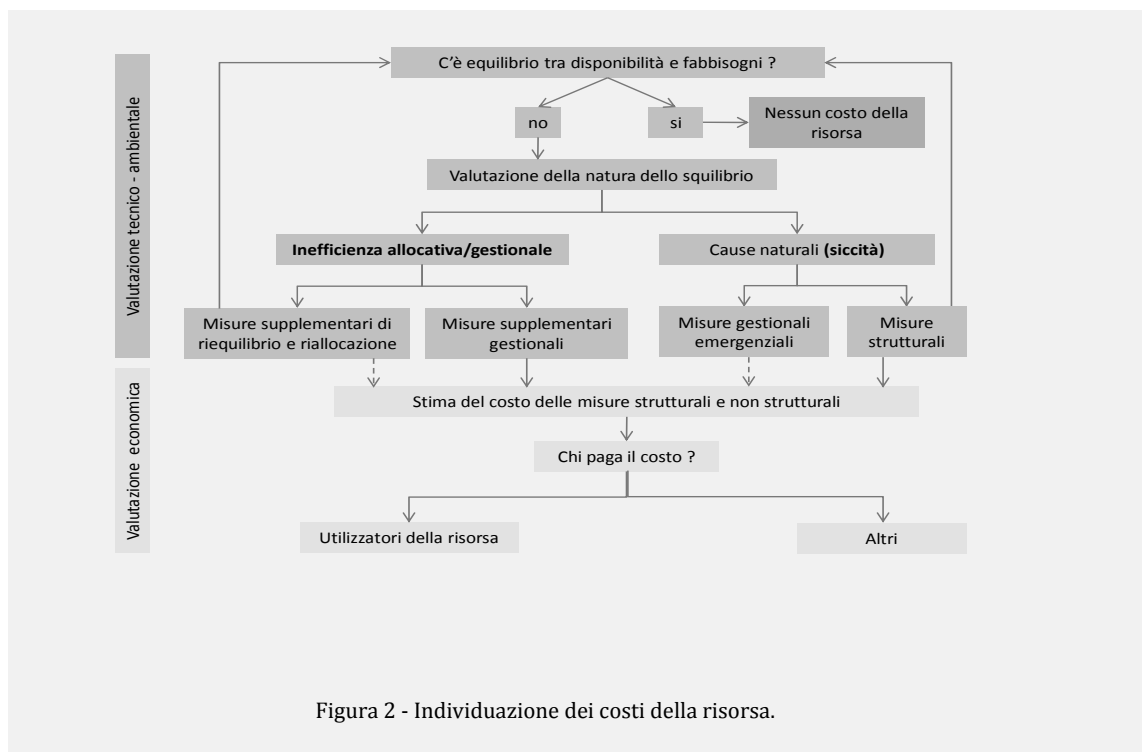 C'è equilibrio tra disponibilità e fabbisogni ?
no
si
Nessun costo della
risorsa
Valutazione della natura dello squilibrio
Inefficienza allocativa/gestionale
Cause naturali (siccità)
Misure supplementari di
riequilibrio e riallocazione
Misure supplementari
gestionali
Misure gestionali
emergenziali
Misure
strutturali
Valutazione tecnico - ambientale
Stima del costo delle misure strutturali e non strutturali
Chi paga il costo ?
Utilizzatori della risorsa
Altri
Valutazione economica
Figura 2 - Individuazione dei costi della risorsa.